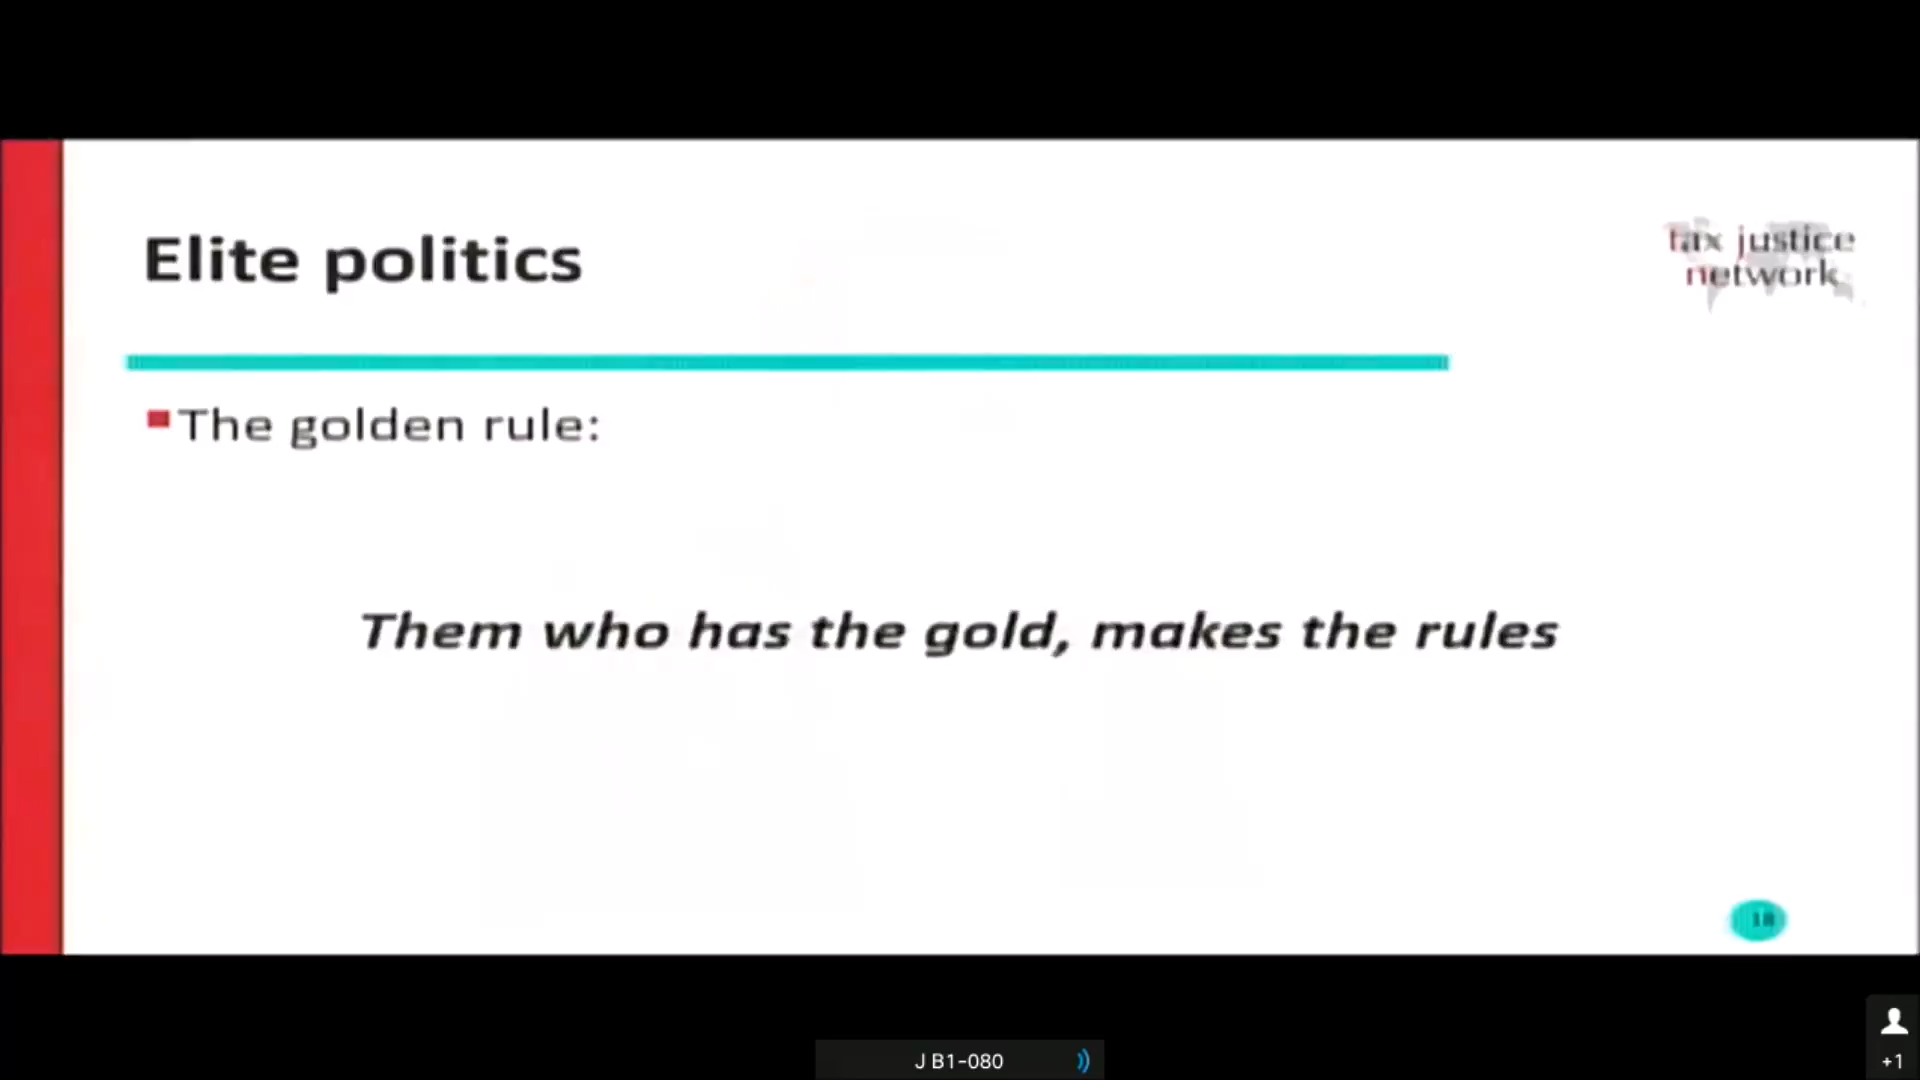 Elite politics
tax justice
network
The golden rule:
Them who has the gold, makes the rules
18
J B1-080
+1